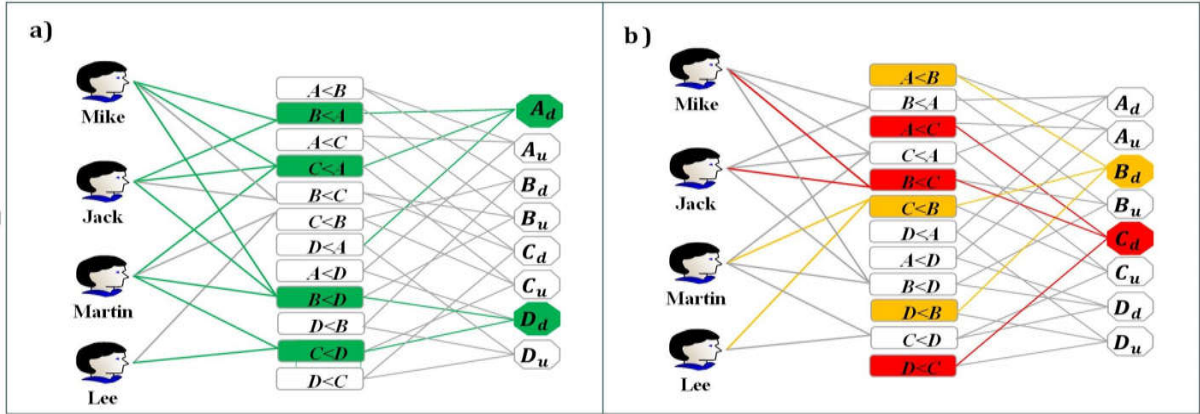 a)
Mike
Jack
Martin
Lee
A<B
B<A
A<C
C<A
B<C
C<B
D<A
A<D
B<D
D<B
C<D
D<C
A_d
A_u
B_d
B_u
C_d
C_u
D_d
D_u
b)
Mike
Jack
Martin
Lee
A<B
B<A
A<C
C<A
B<C
C<B
D<A
A<D
B<D
D<B
C<D
D<C
A_d
A_u
B_d
B_u
C_d
C_u
D_d
D_u